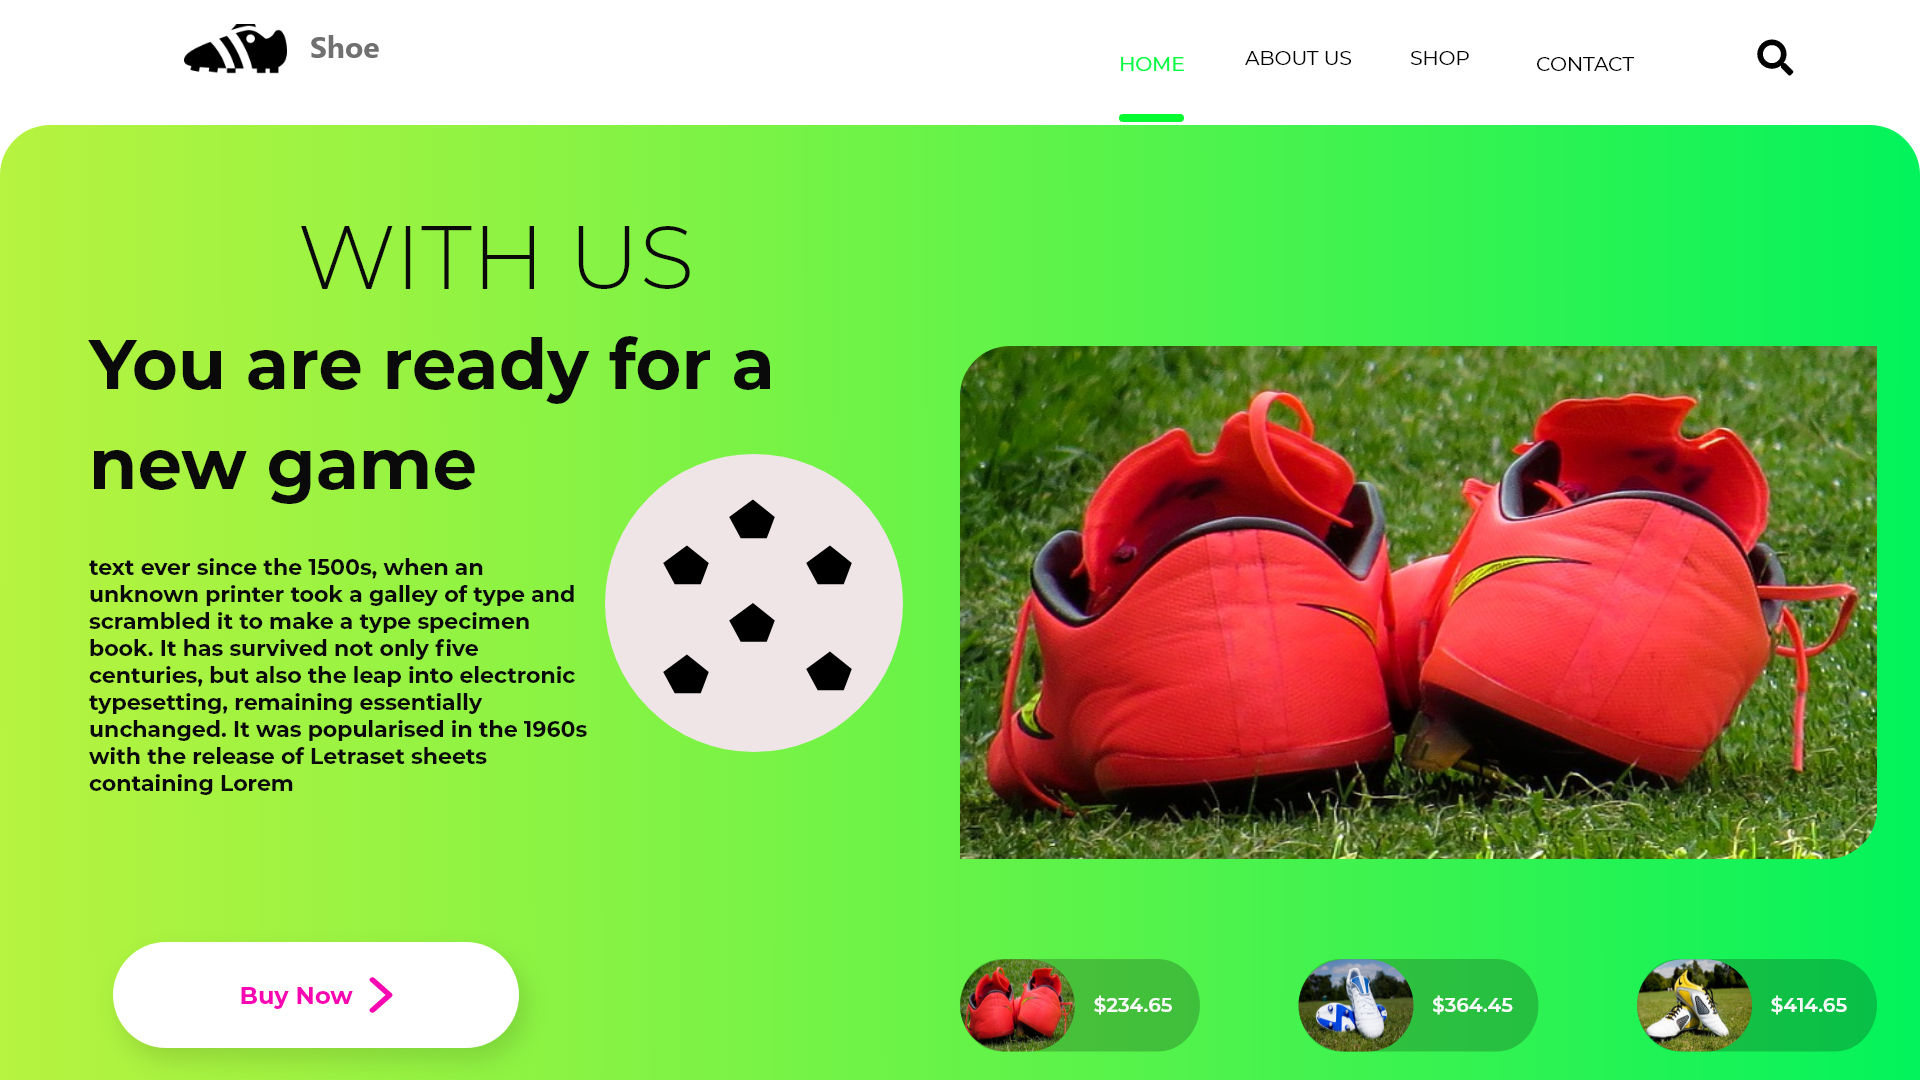 Shoe
HOME
ABOUT US
SHOP
CONTACT
WITH US
You are ready for a
new game
text ever since the 1500s, when an
unknown printer took a galley of type and
scrambled it to make a type specimen
book. It has survived not only five
centuries, but also the leap into electronic
typesetting, remaining essentially
unchanged. It was popularised in the 1960s
with the release of Letraset sheets
containing Lorem
Buy Now
$234.65
$364.45
$414.65